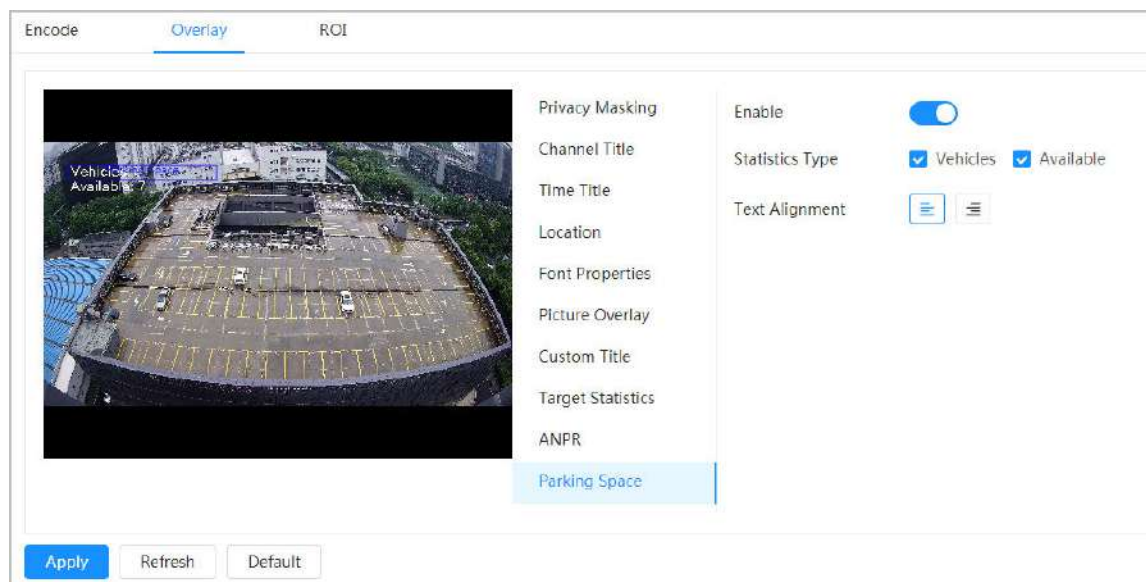 Encode Overlay ROI
Vehicles
Available: 7
Privacy Masking
Channel Title
Time Title
Location
Font Properties
Picture Overlay
Custom Title
Target Statistics
ANPR
Parking Space
Enable
Statistics Type Vehicles Available
Text Alignment
Apply Refresh Default